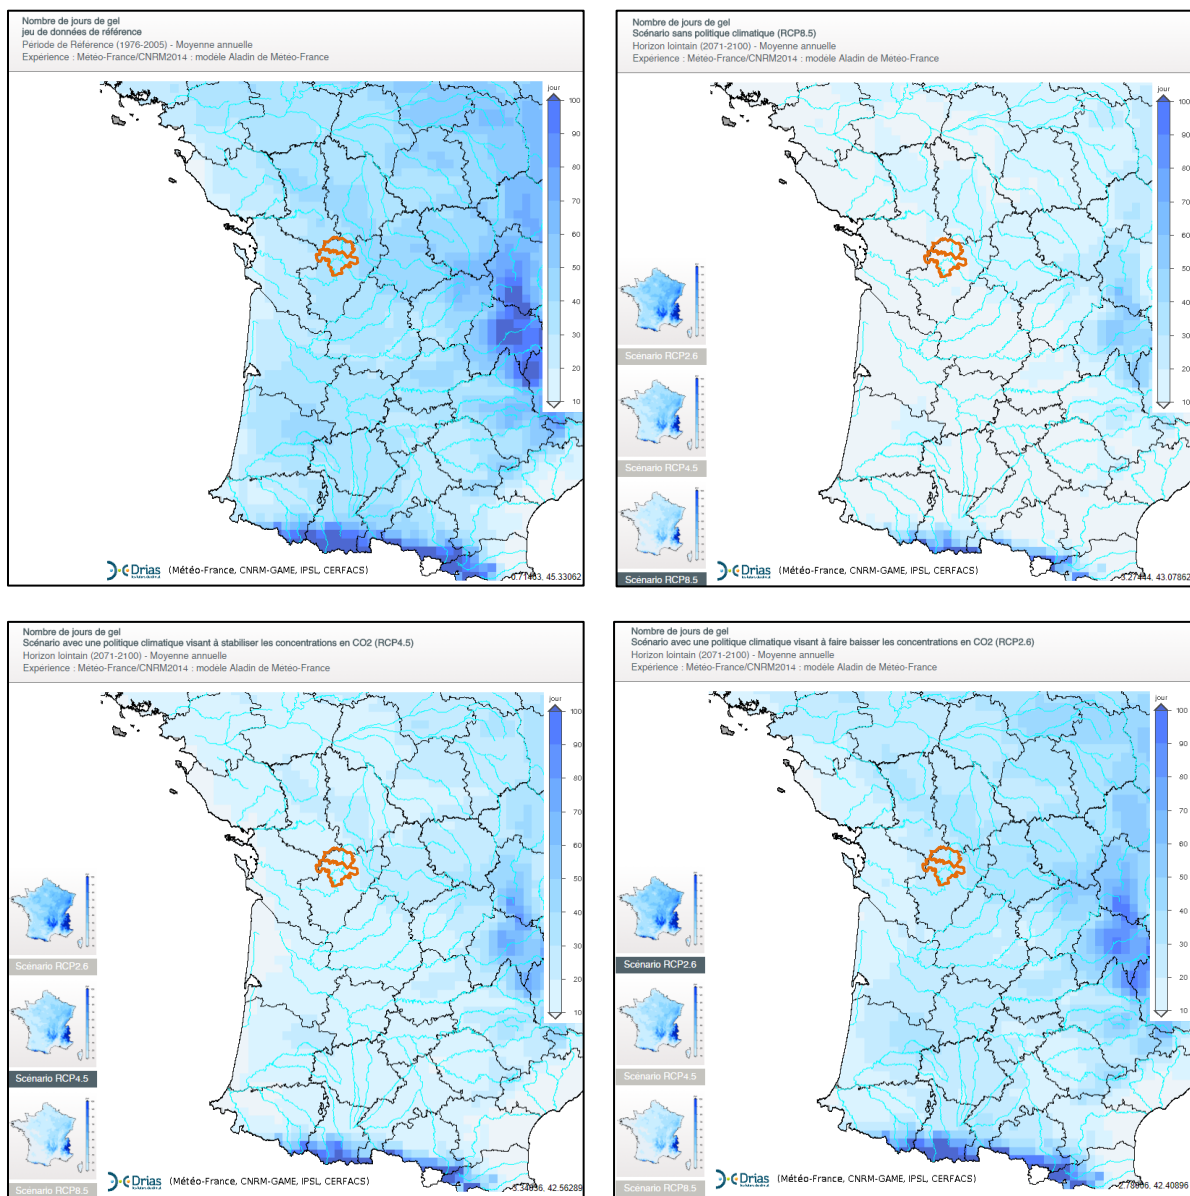 Nombre de jours de gel
jeu de données de référence
Période de Référence (1976-2005) - Moyenne annuelle
Expérience : Météo-France/CNRM2014 : modèle Aladin de Météo-France
jour
100
90
80
70
60
50
40
30
20
10
Drias (Météo-France, CNRM-GAME, IPSL, CERFACS)
45.33062
Nombre de jours de gel
Scénario sans politique climatique (RCP8.5)
Horizon lointain (2071-2100) - Moyenne annuelle
Expérience : Météo-France/CNRM2014 : modèle Aladin de Météo-France
jour
100
90
80
70
60
50
40
30
20
10
Scénario RCP2.6
Scénario RCP4.5
Scénario RCP8.5
Drias (Météo-France, CNRM-GAME, IPSL, CERFACS)
43.07862
Nombre de jours de gel
Scénario avec une politique climatique visant à stabiliser les concentrations en CO2 (RCP4.5)
Horizon lointain (2071-2100) - Moyenne annuelle
Expérience : Météo-France/CNRM2014 : modèle Aladin de Météo-France
jour
100
90
80
70
60
50
40
30
20
10
Scénario RCP2.6
Scénario RCP4.5
Scénario RCP8.5
Drias (Météo-France, CNRM-GAME, IPSL, CERFACS)
42.56289
Nombre de jours de gel
Scénario avec une politique climatique visant à faire baisser les concentrations en CO2 (RCP2.6)
Horizon lointain (2071-2100) - Moyenne annuelle
Expérience : Météo-France/CNRM2014 : modèle Aladin de Météo-France
jour
100
90
80
70
60
50
40
30
20
10
Scénario RCP2.6
Scénario RCP4.5
Scénario RCP8.5
Drias (Météo-France, CNRM-GAME, IPSL, CERFACS)
42.40896